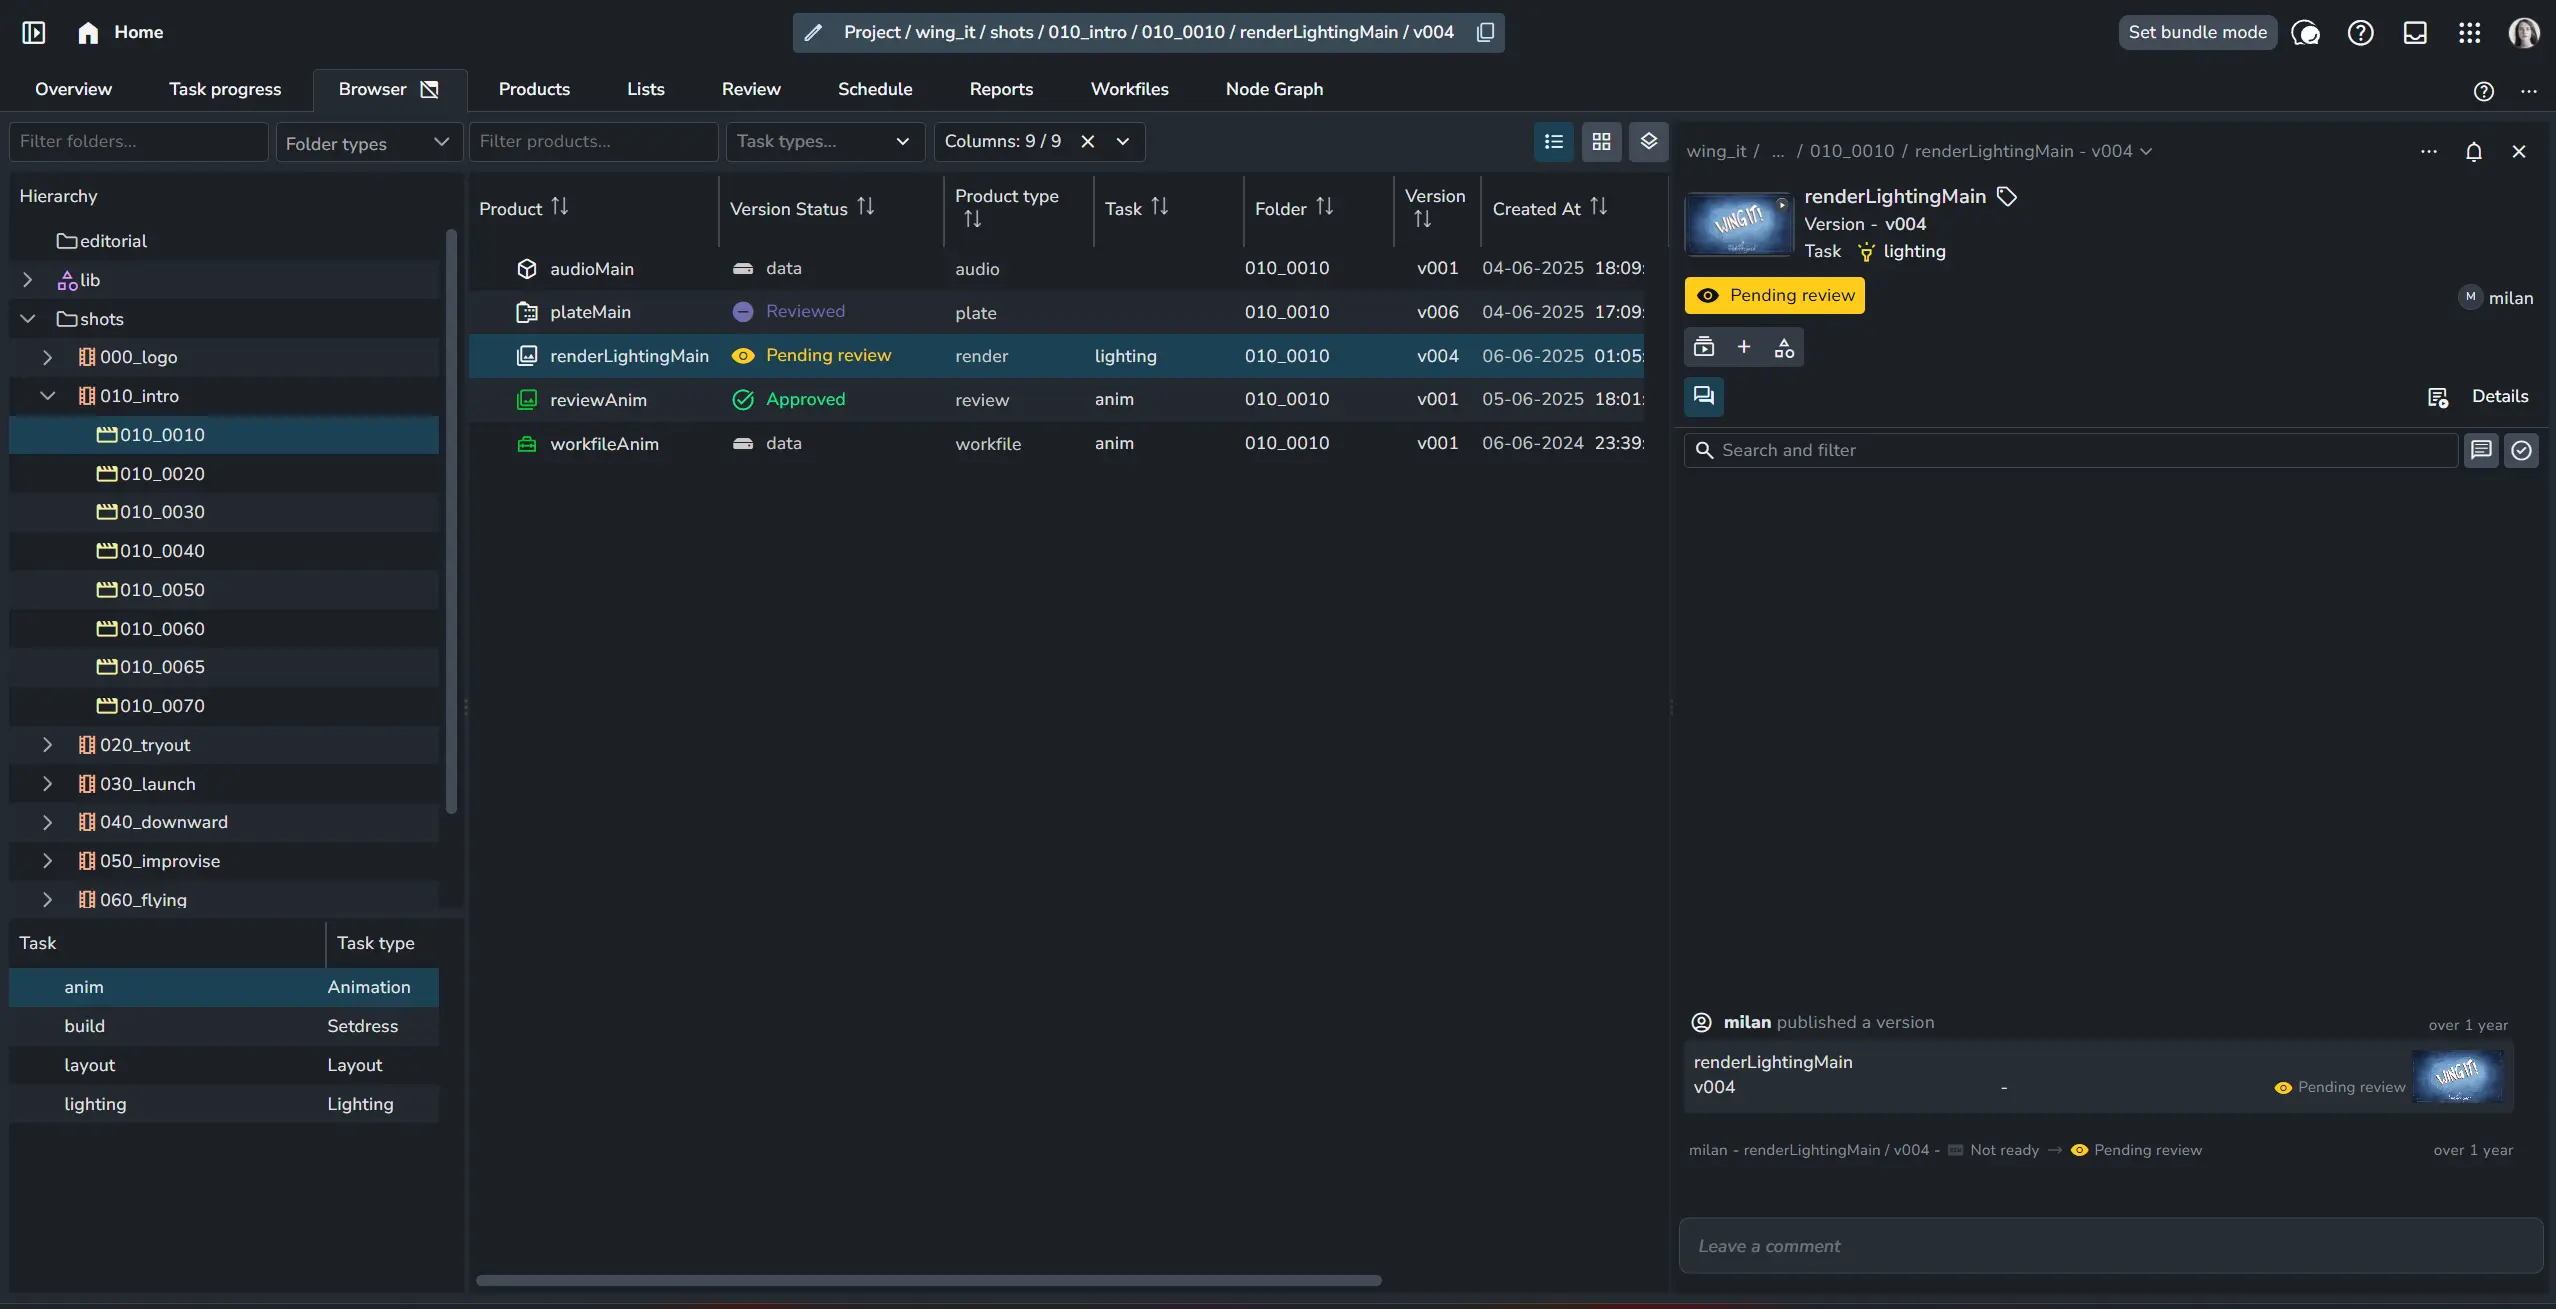 Home
Project / wing_it / shots / 010_intro / 010_0010 / renderLightingMain / v004
Set bundle mode
Overview
Task progress
Browser
Products
Lists
Review
Schedule
Reports
Workfiles
Node Graph
Filter folders...
Folder types
Filter products...
Task types...
Columns: 9 / 9
Hierarchy
editorial
lib
shots
000_logo
010_intro
010_0010
010_0020
010_0030
010_0040
010_0050
010_0060
010_0065
010_0070
020_tryout
030_launch
040_downward
050_improvise
060_flying
Task Task type
anim Animation
build Setdress
layout Layout
lighting Lighting
Product Version Status Product type Task Folder Version Created At
audioMain data audio 010_0010 v001 04-06-2025 18:09:
plateMain Reviewed plate 010_0010 v006 04-06-2025 17:09:
renderLightingMain Pending review render lighting 010_0010 v004 06-06-2025 01:05:
reviewAnim Approved review anim 010_0010 v001 05-06-2025 18:01:
workfileAnim data workfile anim 010_0010 v001 06-06-2024 23:39:
wing_it / ... / 010_0010 / renderLightingMain - v004
WING IT!
renderLightingMain
Version - v004
Task lighting
Pending review
M milan
Details
Search and filter
milan published a version over 1 year
renderLightingMain
v004 - Pending review
WING IT!
milan - renderLightingMain / v004 - Not ready → Pending review over 1 year
Leave a comment